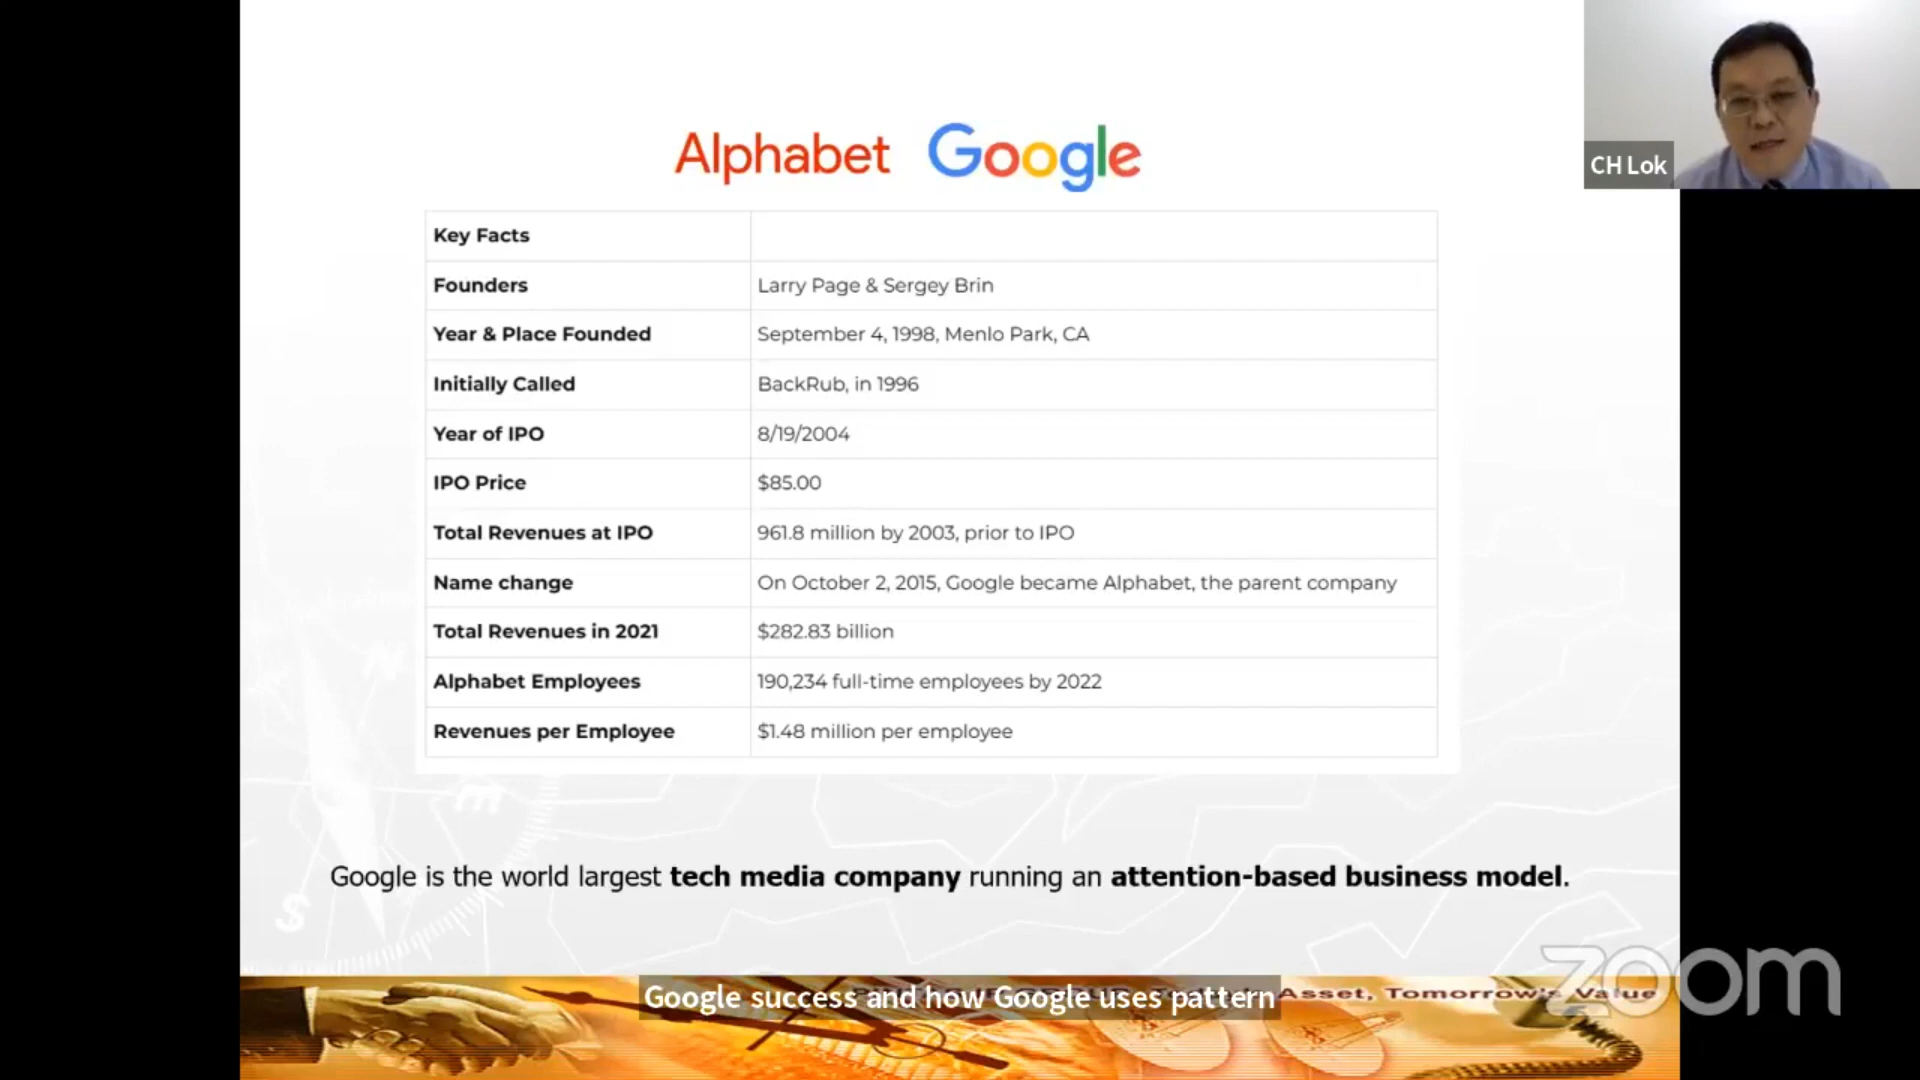 Alphabet Google
CH Lok
Key Facts
Founders Larry Page & Sergey Brin
Year & Place Founded September 4, 1998, Menlo Park, CA
Initially Called BackRub, in 1996
Year of IPO 8/19/2004
IPO Price $85.00
Total Revenues at IPO 961.8 million by 2003, prior to IPO
Name change On October 2, 2015, Google became Alphabet, the parent company
Total Revenues in 2021 $282.83 billion
Alphabet Employees 190,234 full-time employees by 2022
Revenues per Employee $1.48 million per employee
Google is the world largest tech media company running an attention-based business model.
zoom
Google success and how Google uses pattern
Asset, Tomorrow's Value